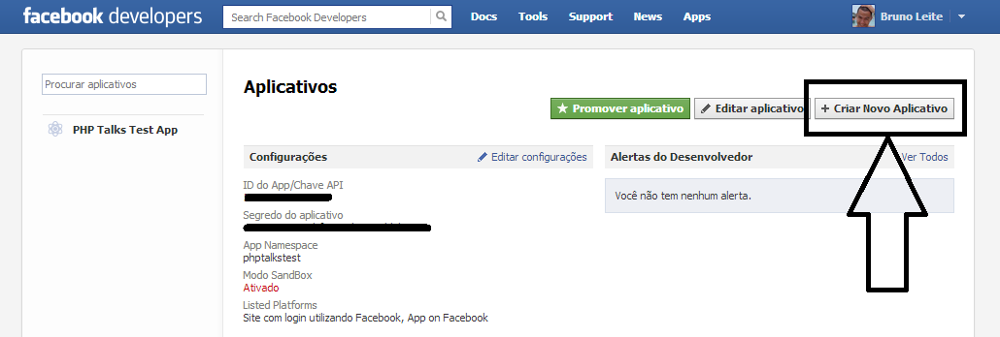 facebook developers
Search Facebook Developers
Docs Tools Support News Apps
Bruno Leite
Procurar aplicativos
PHP Talks Test App
Aplicativos
Promover aplicativo
Editar aplicativo
Criar Novo Aplicativo
Configurações
Editar configurações
ID do App/Chave API
Segredo do aplicativo
App Namespace
phptalkstest
Modo SandBox
Ativado
Listed Platforms
Site com login utilizando Facebook, App on Facebook
Alertas do Desenvolvedor
Ver Todos
Você não tem nenhum alerta.